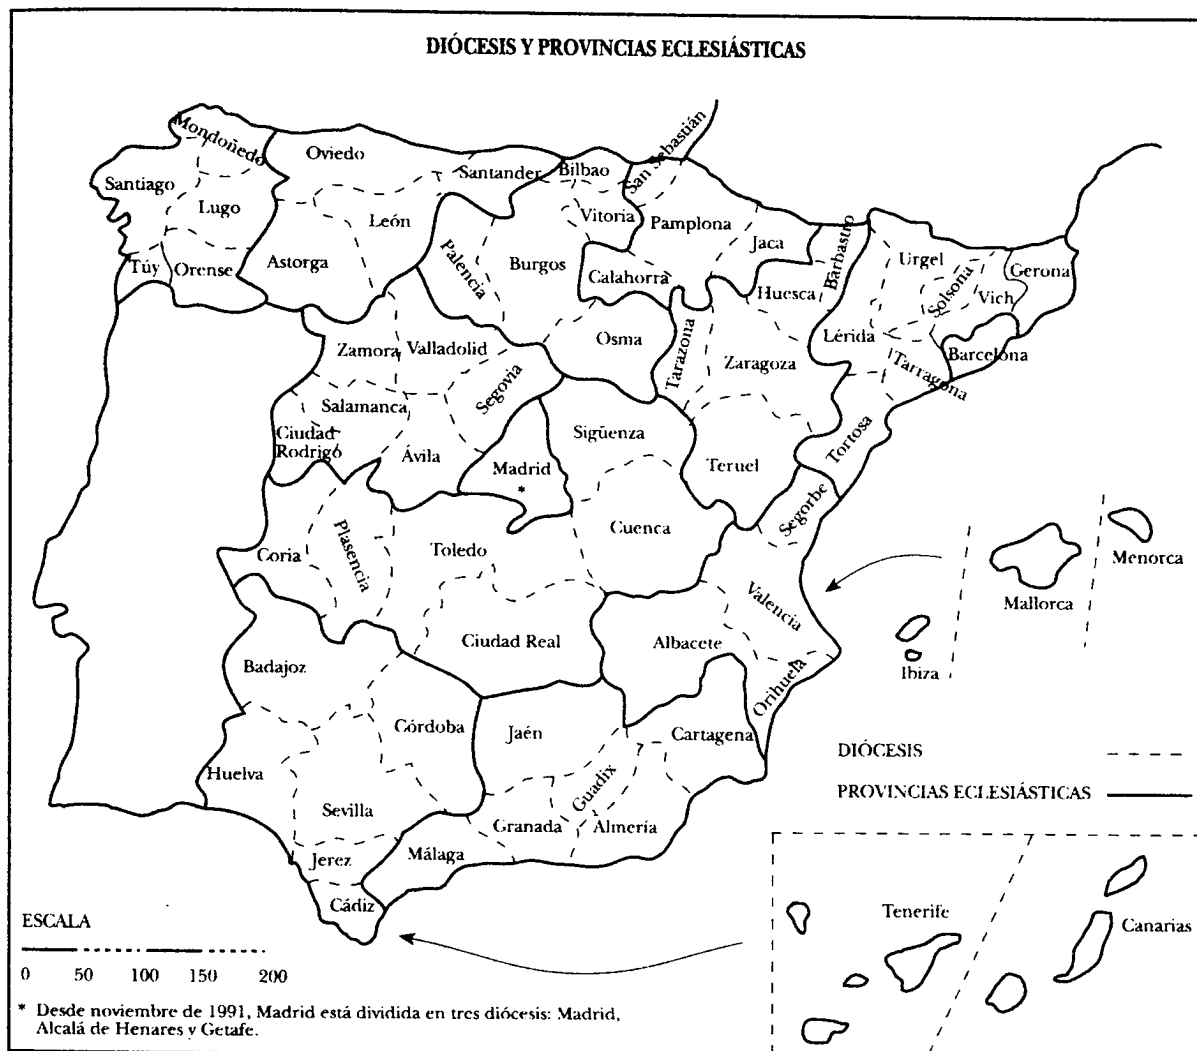 DIÓCESIS Y PROVINCIAS ECLESIÁSTICAS
Mondoñedo
Oviedo
Santander
Bilbao
San Sebastián
Santiago
Lugo
León
Vitoria
Pamplona
Jaca
Barbastro
Urgel
Solsona
Gerona
Túy
Orense
Astorga
Palencia
Burgos
Calahorra
Huesca
Vich
Zamora
Valladolid
Osma
Tarazona
Zaragoza
Lérida
Barcelona
Tarragona
Segovia
Salamanca
Ciudad
Rodrigo
Ávila
Madrid
*
Sigüenza
Teruel
Tortosa
Segorbe
Coria
Plasencia
Toledo
Cuenca
Menorca
Mallorca
Valencia
Ciudad Real
Albacete
Ibiza
Badajoz
Orihuela
Córdoba
Jaén
Cartagena
Huelva
Sevilla
Guadix
Granada
Almería
Jerez
Málaga
Cádiz
DIÓCESIS
PROVINCIAS ECLESIÁSTICAS
Tenerife
Canarias
ESCALA
0 50 100 150 200
* Desde noviembre de 1991, Madrid está dividida en tres diócesis: Madrid,
Alcalá de Henares y Getafe.